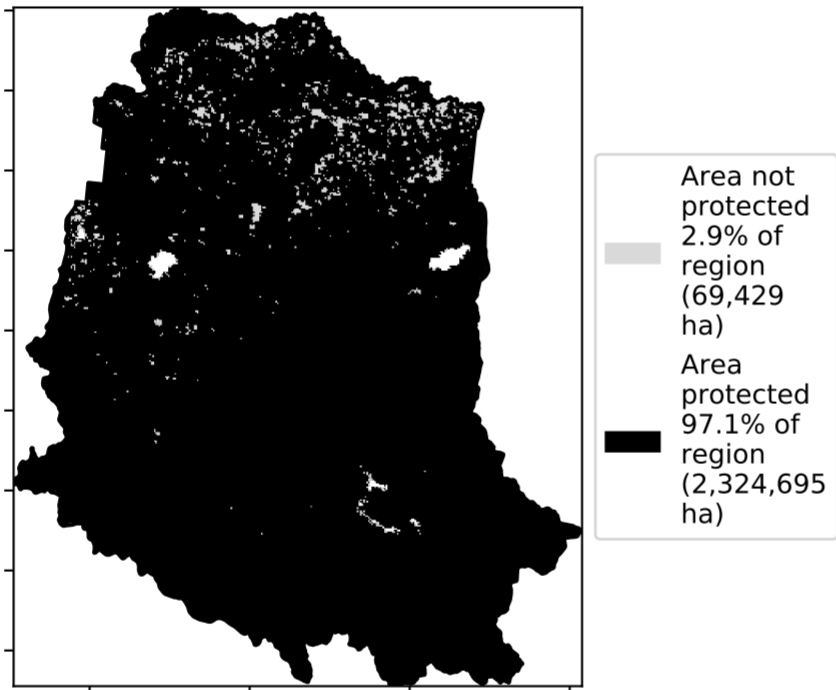 Area not
protected
2.9% of
region
(69,429
ha)
Area
protected
97.1% of
region
(2,324,695
ha)